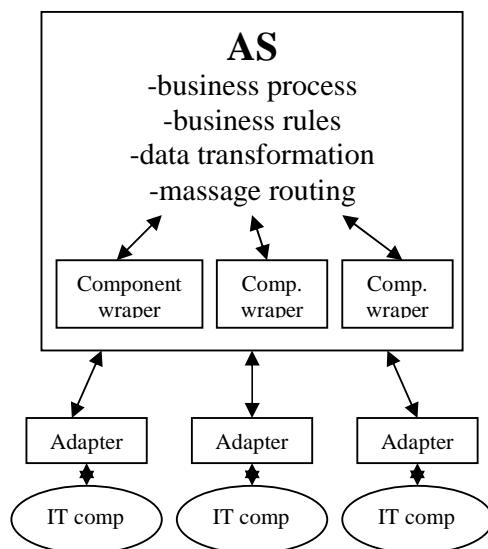 AS
-business process
-business rules
-data transformation
-massage routing
Component wraper
Comp. wraper
Comp. wraper
Adapter
Adapter
Adapter
IT comp
IT comp
IT comp